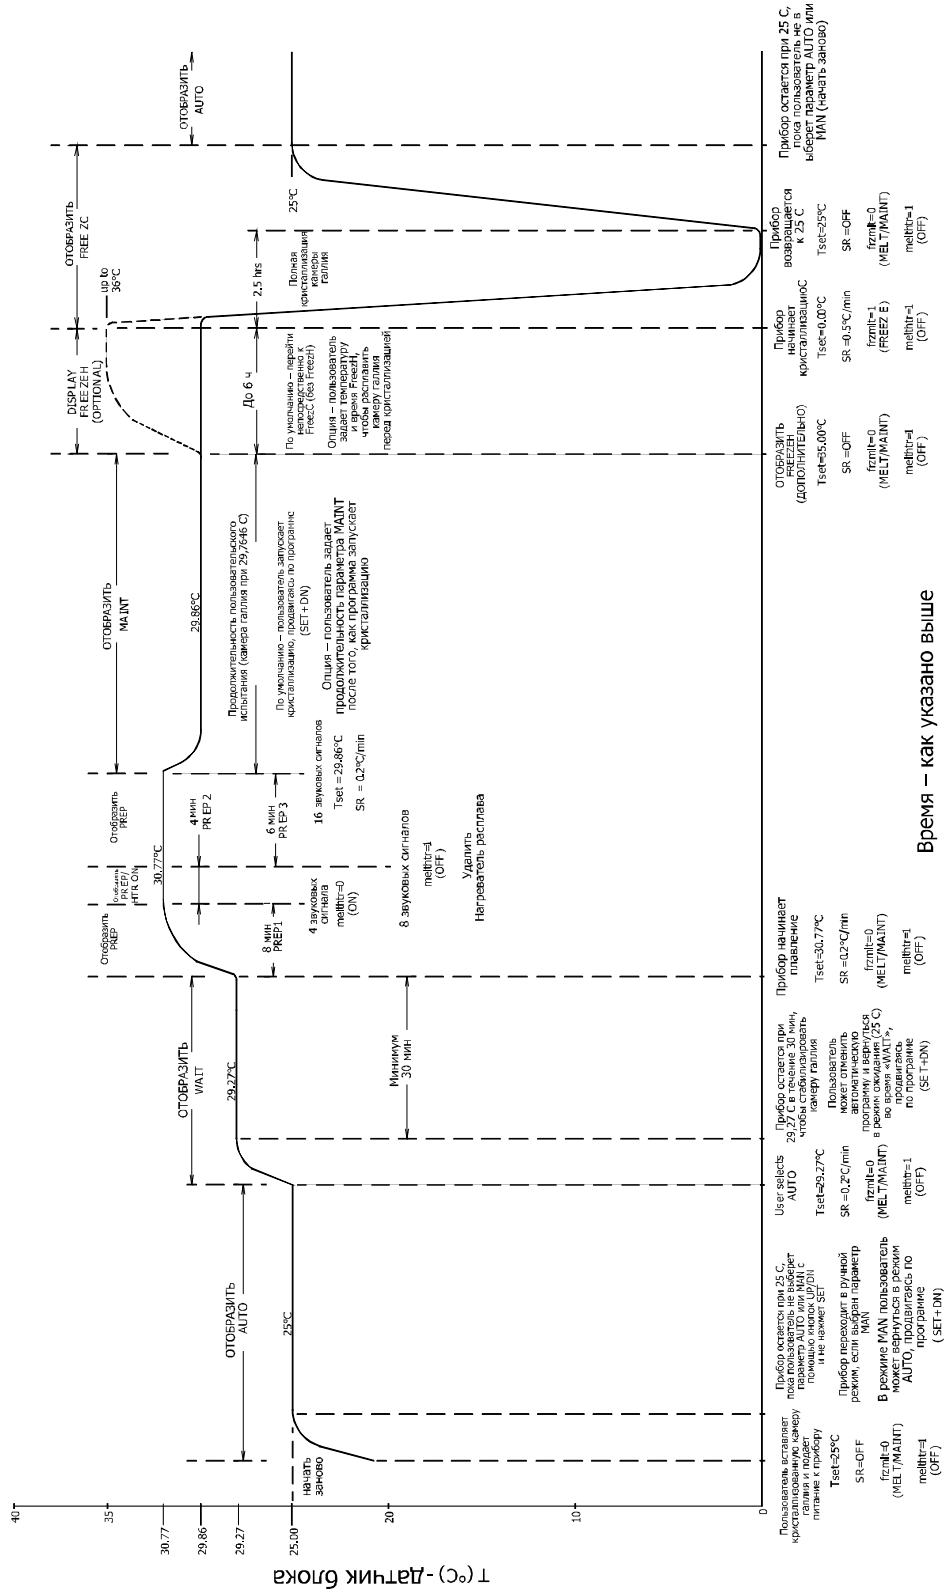 T (°C) - датчик блока
40
35
30.77
29.86
29.27
25.00
20
10
0
начать
заново
ОТОБРАЗИТЬ
AUTO
25°C
ОТОБРАЗИТЬ
WAIT
29.27°C
Минимум
30 мин
Отобразить
PREP
PREP/
HTR ON
Отобразить
PREP
30.77°C
8 мин
PREP1
4 мин
PREP 2
6 мин
PREP 3
4 звуковых
сигнала
melthtr=0
(ON)
8 звуковых сигналов
melthtr=1
(OFF)
Удалить
Нагреватель расплава
16 звуковых сигналов
Tset = 29.86°C
SR = 0.2°C/min
ОТОБРАЗИТЬ
MAINT
29.86°C
Продолжительность пользовательского
испытания (камера галлия при 29,7646 C)
По умолчанию – пользователь запускает
кристаллизацию, продвигаясь по программе
(SET+DN)
Опция – пользователь задает
продолжительность параметра MAINT
после того, как программа запускает
кристаллизацию
DISPLAY
FREEZEH
(OPTIONAL)
До 6 ч
По умолчанию – перейти
непосредственно к
FreezC (без FreezH)
Опция – пользователь
задает температуру
и время FreezH,
чтобы расплавить
камеру галлия
перед кристаллизацией
up to
36°C
ОТОБРАЗИТЬ
FREE ZC
2.5 hrs
Полная
кристаллизация
камеры
галлия
25°C
ОТОБРАЗИТЬ
AUTO
Пользователь вставляет
кристаллизованную камеру
галлия и подает
питание к прибору
Tset=25°C
SR=OFF
frzmlt=0
(MELT/MAINT)
melthtr=1
(OFF)
Прибор остается при 25 C,
пока пользователь не выберет
параметр AUTO или MAN с
помощью кнопок UP/DN
и не нажмет SET
Прибор переходит в ручной
режим, если выбран параметр
MAN
В режиме MAN пользователь
может вернуться в режим
AUTO, продвигаясь по
программе
(SET+DN)
User selects
AUTO
Tset=29.27°C
SR =0.2°C/min
frzmlt=0
(MELT/MAINT)
melthtr=1
(OFF)
Прибор остается при
29,27 C в течение 30 мин,
чтобы стабилизировать
камеру галлия
Пользователь
может отменить
автоматическую
программу и вернуться
в режим ожидания (25 C)
во время «WAIT»,
продвигаясь
по программе
(SET+DN)
Прибор начинает
плавление
Tset=30.77°C
SR =0.2°C/min
frzmlt=0
(MELT/MAINT)
melthtr=1
(OFF)
ОТОБРАЗИТЬ
FREEZEH
(ДОПОЛНИТЕЛЬНО)
Tset=35.00°C
SR =OFF
frzmlt=0
(MELT/MAINT)
melthtr=1
(OFF)
Прибор
начинает
кристаллизациюC
Tset=0.00°C
SR =0.5°C/min
frzmlt=1
(FREEZ E)
melthtr=1
(OFF)
Прибор
возвращается
к 25 C
Tset=25°C
SR =OFF
frzmlt=0
(MELT/MAINT)
melthtr=1
(OFF)
Прибор остается при 25 C,
пока пользователь не в
ыберет параметр AUTO или
MAN (начать заново)
Время – как указано выше